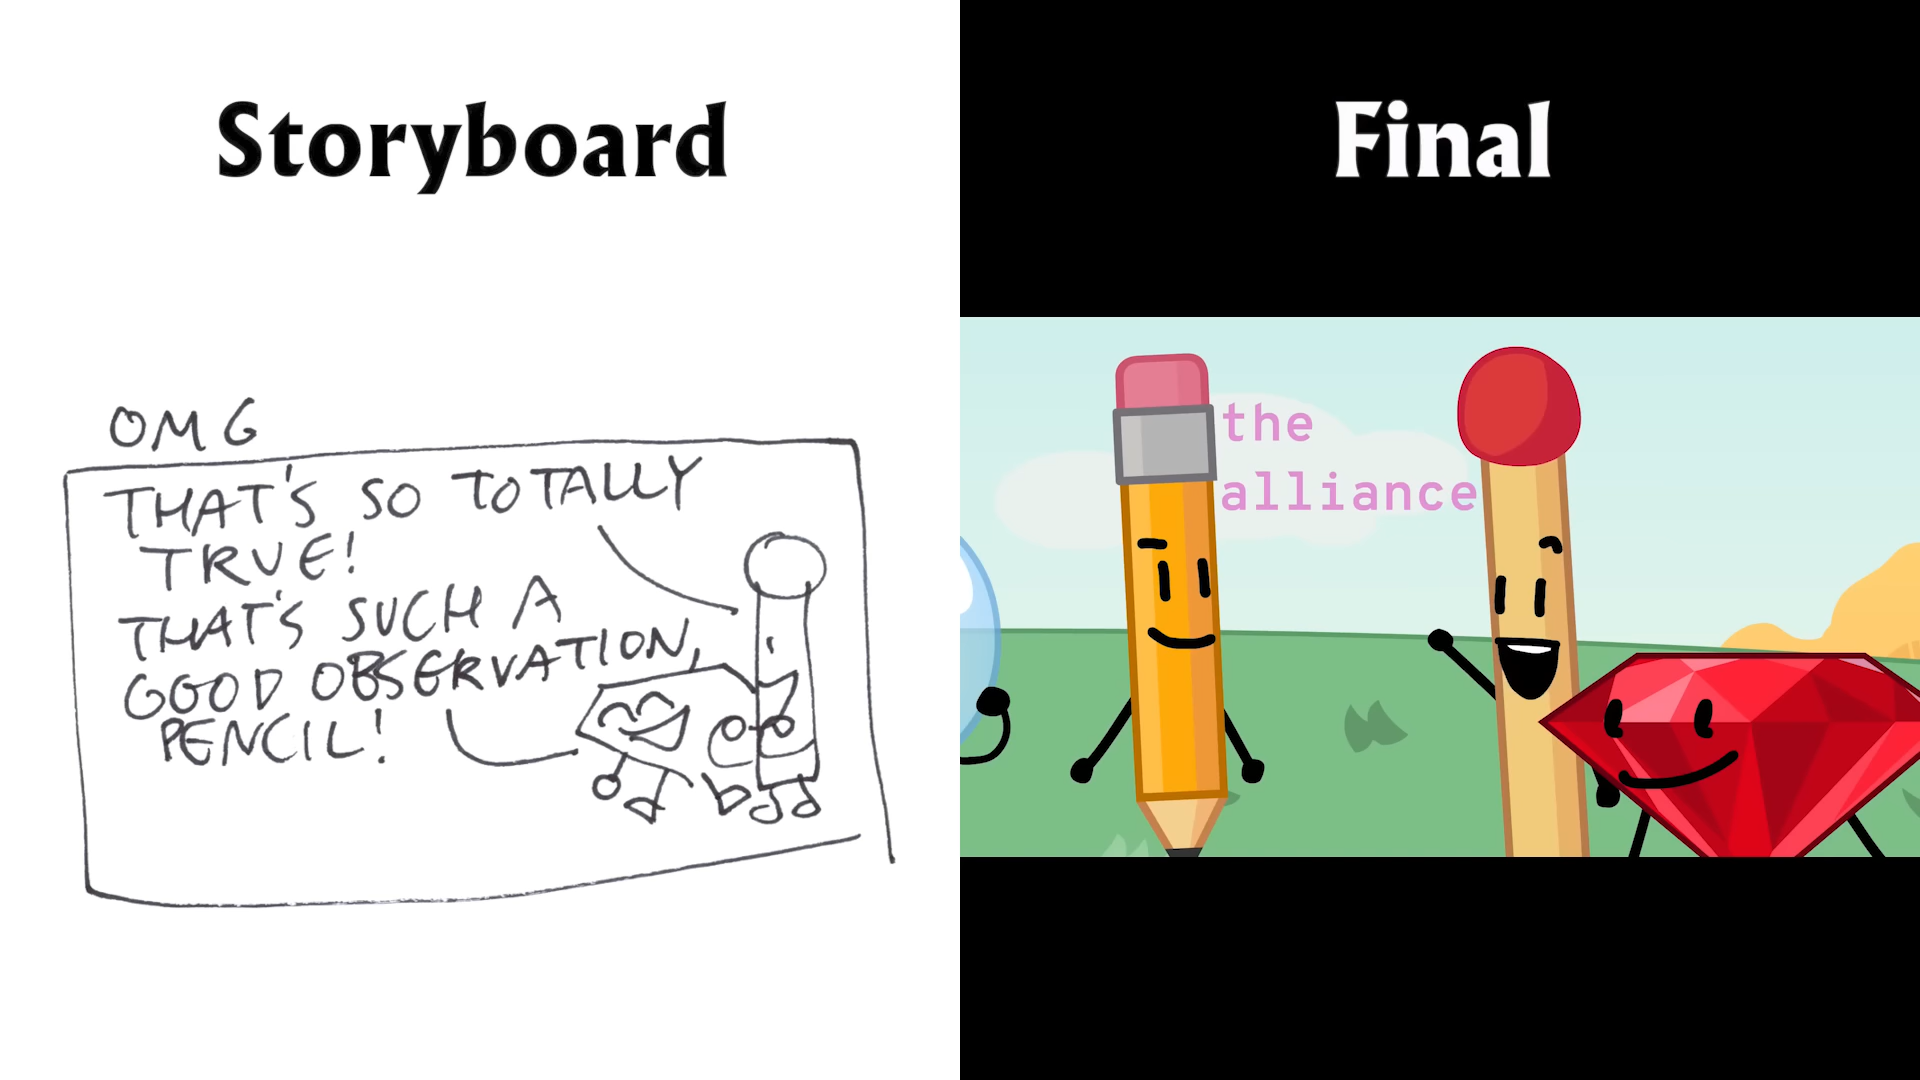 Storyboard
OMG
THAT'S SO TOTALLY
TRUE!
THAT'S SUCH A
GOOD OBSERVATION,
PENCIL!
Final
the
alliance